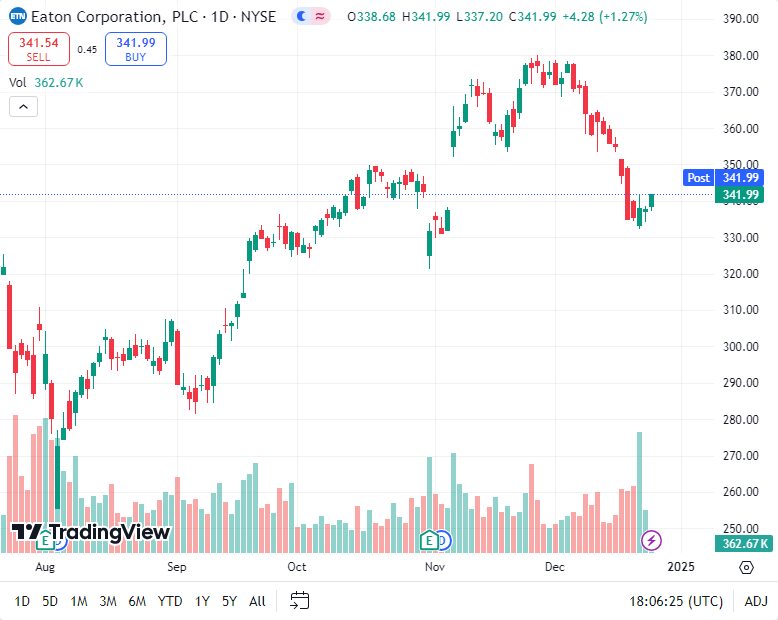 ETN Eaton Corporation, PLC · 1D · NYSE ≈ O338.68 H341.99 L337.20 C341.99 +4.28 (+1.27%)
341.54 SELL 0.45 341.99 BUY
Vol 362.67K
390.00
380.00
370.00
360.00
350.00
Post 341.99
341.99
340.00
330.00
320.00
310.00
300.00
290.00
280.00
270.00
260.00
250.00
362.67K
TradingView
E D E D
Aug Sep Oct Nov Dec 2025
1D 5D 1M 3M 6M YTD 1Y 5Y All 18:06:25 (UTC) ADJ